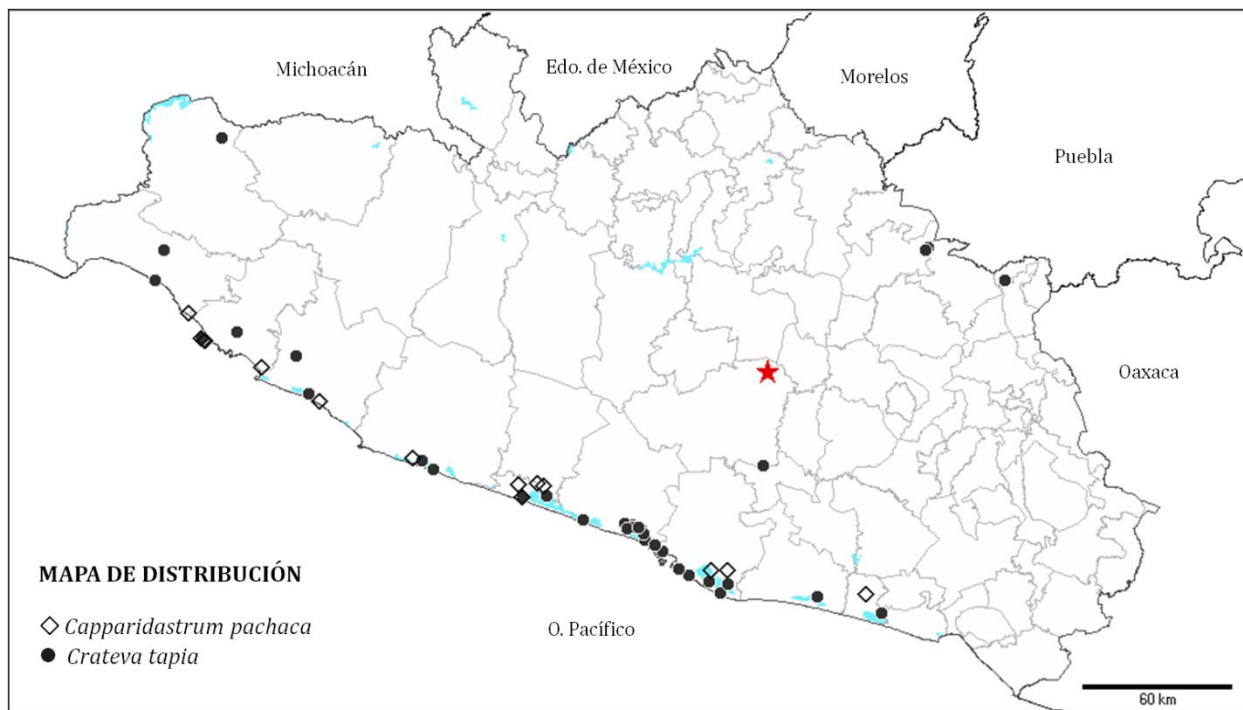 Michoacán
Edo. de México
Morelos
Puebla
Oaxaca
MAPA DE DISTRIBUCIÓN
Capparidastrum pachaca
Crateva tapia
O. Pacífico
60 km